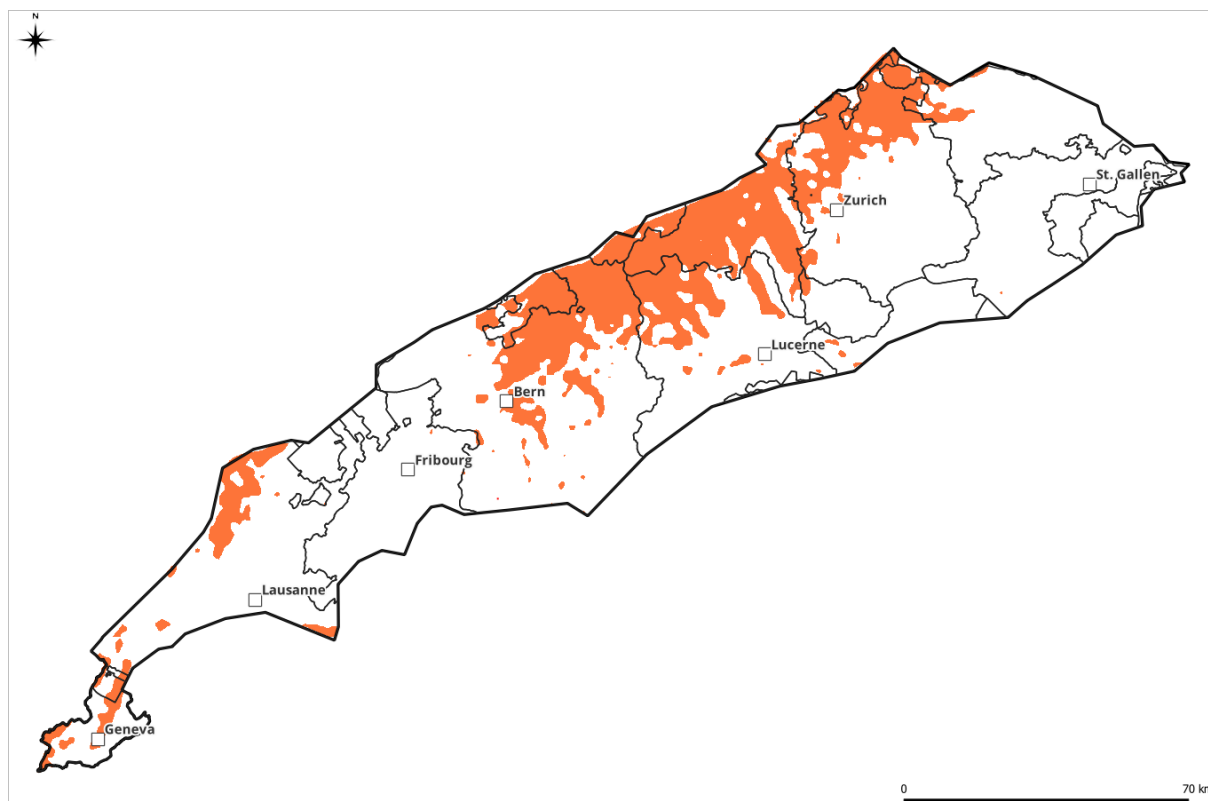 N
St. Gallen
Zurich
Lucerne
Bern
Fribourg
Lausanne
Geneva
0
70 km